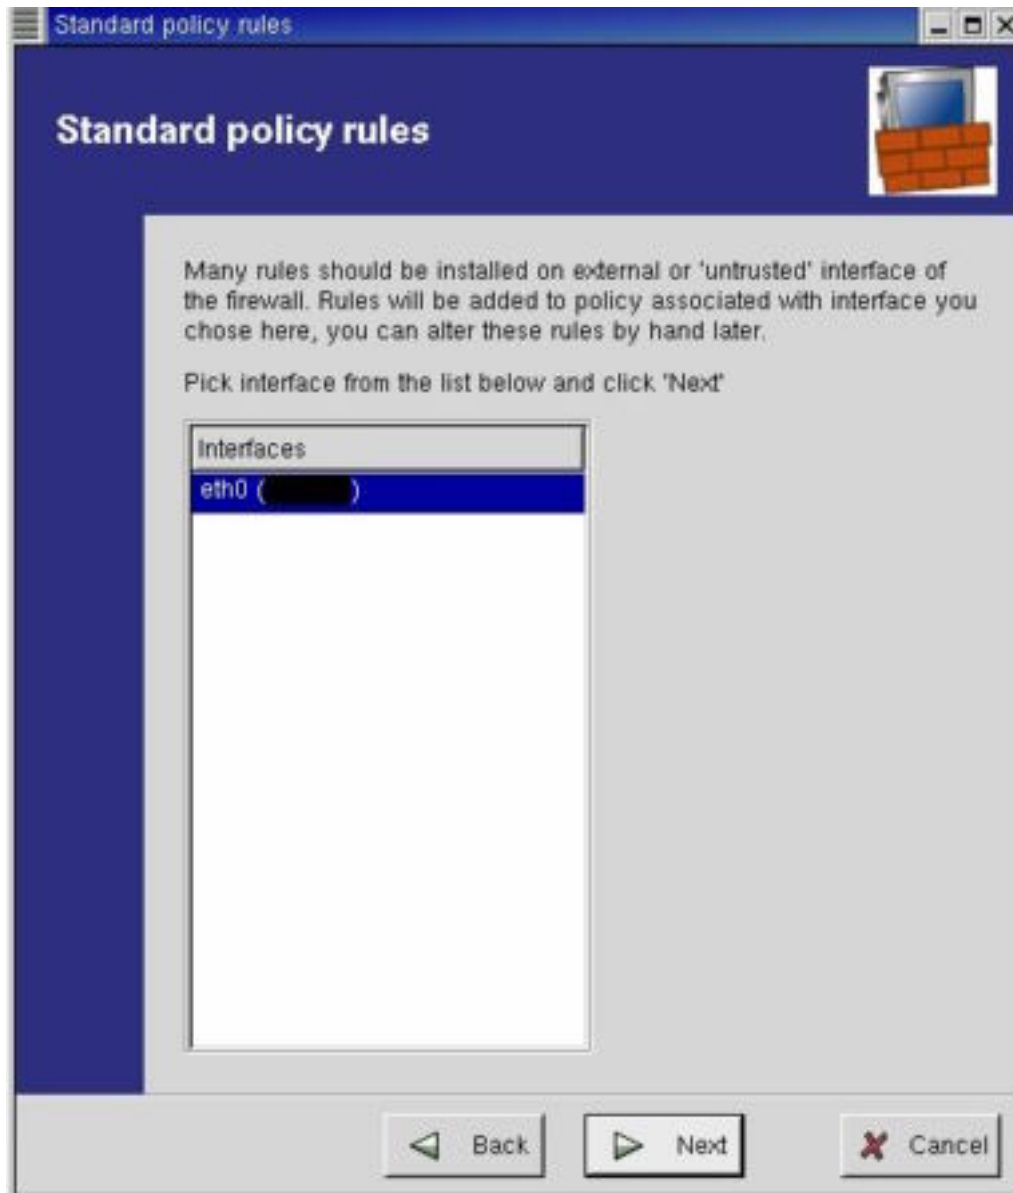 Standard policy rules
Standard policy rules
Many rules should be installed on external or 'untrusted' interface of
the firewall. Rules will be added to policy associated with interface you
chose here, you can alter these rules by hand later.
Pick interface from the list below and click 'Next'
Interfaces
eth0 ( )
Back
Next
Cancel